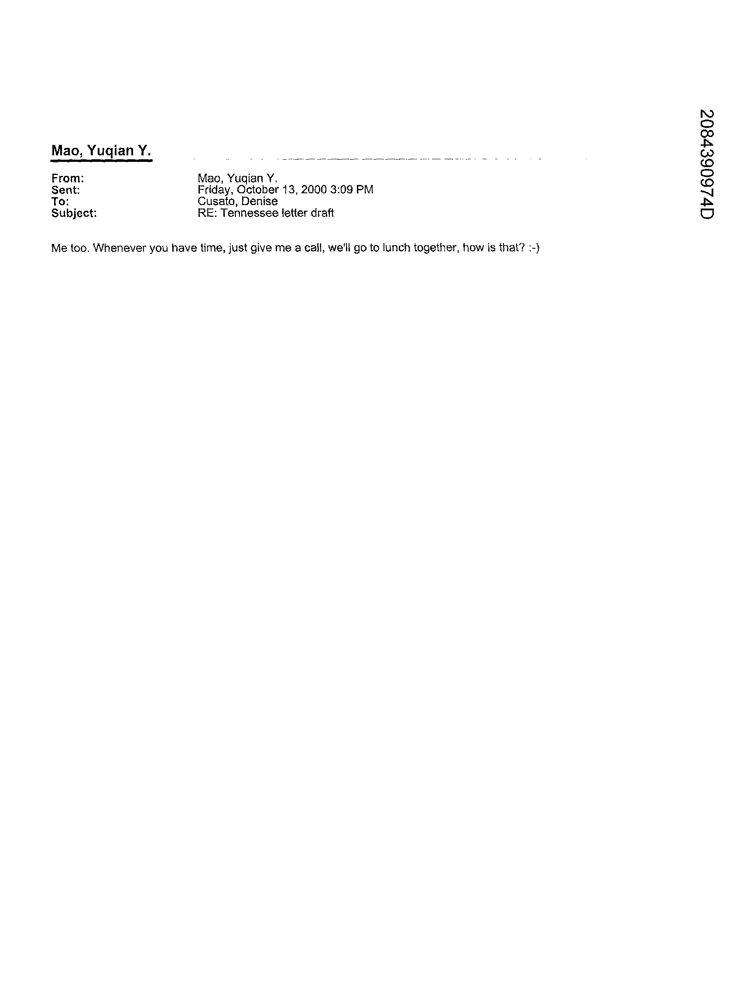 Mao, Yuqian Y.
From: Mao, Yuqian Y.
Sent: Friday, October 13, 2000 3:09 PM
To: Cusato, Denise
Subject: RE: Tennessee letter draft
Me too. Whenever you have time, just give me a call, we'll go to lunch together, how is that? :-)
2084390974D